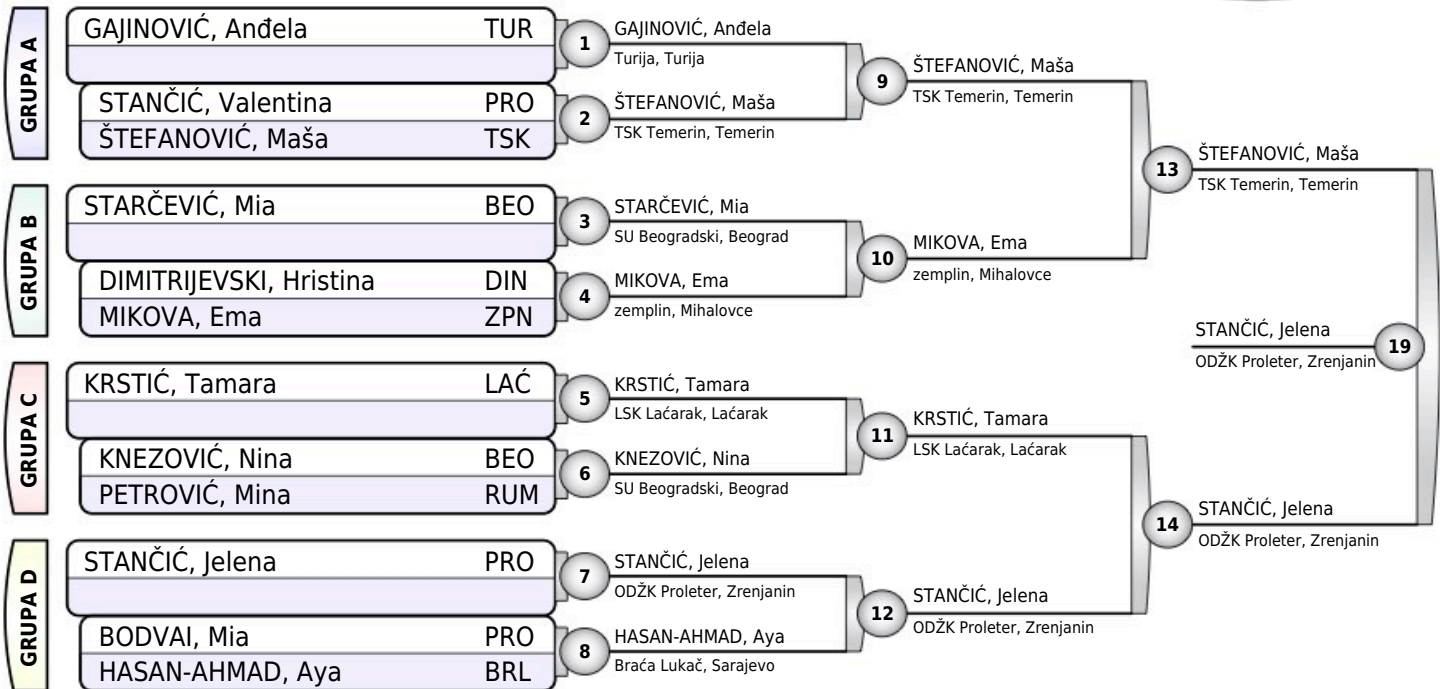 GRUPA A
GAJINOVIĆ, Anđela TUR
STANČIĆ, Valentina PRO
ŠTEFANOVIĆ, Maša TSK
GRUPA B
STARČEVIĆ, Mia BEO
DIMITRIJEVSKI, Hristina DIN
MIKOVA, Ema ZPN
GRUPA C
KRSTIĆ, Tamara LAĆ
KNEZOVIĆ, Nina BEO
PETROVIĆ, Mina RUM
GRUPA D
STANČIĆ, Jelena PRO
BODVAI, Mia PRO
HASAN-AHMAD, Aya BRL
1
GAJINOVIĆ, Anđela
Turija, Turija
2
ŠTEFANOVIĆ, Maša
TSK Temerin, Temerin
3
STARČEVIĆ, Mia
SU Beogradski, Beograd
4
MIKOVA, Ema
zemplin, Mihalovce
5
KRSTIĆ, Tamara
LSK Laćarak, Laćarak
6
KNEZOVIĆ, Nina
SU Beogradski, Beograd
7
STANČIĆ, Jelena
ODŽK Proleter, Zrenjanin
8
HASAN-AHMAD, Aya
Braća Lukač, Sarajevo
9
ŠTEFANOVIĆ, Maša
TSK Temerin, Temerin
10
MIKOVA, Ema
zemplin, Mihalovce
11
KRSTIĆ, Tamara
LSK Laćarak, Laćarak
12
STANČIĆ, Jelena
ODŽK Proleter, Zrenjanin
13
ŠTEFANOVIĆ, Maša
TSK Temerin, Temerin
14
STANČIĆ, Jelena
ODŽK Proleter, Zrenjanin
STANČIĆ, Jelena
ODŽK Proleter, Zrenjanin
19